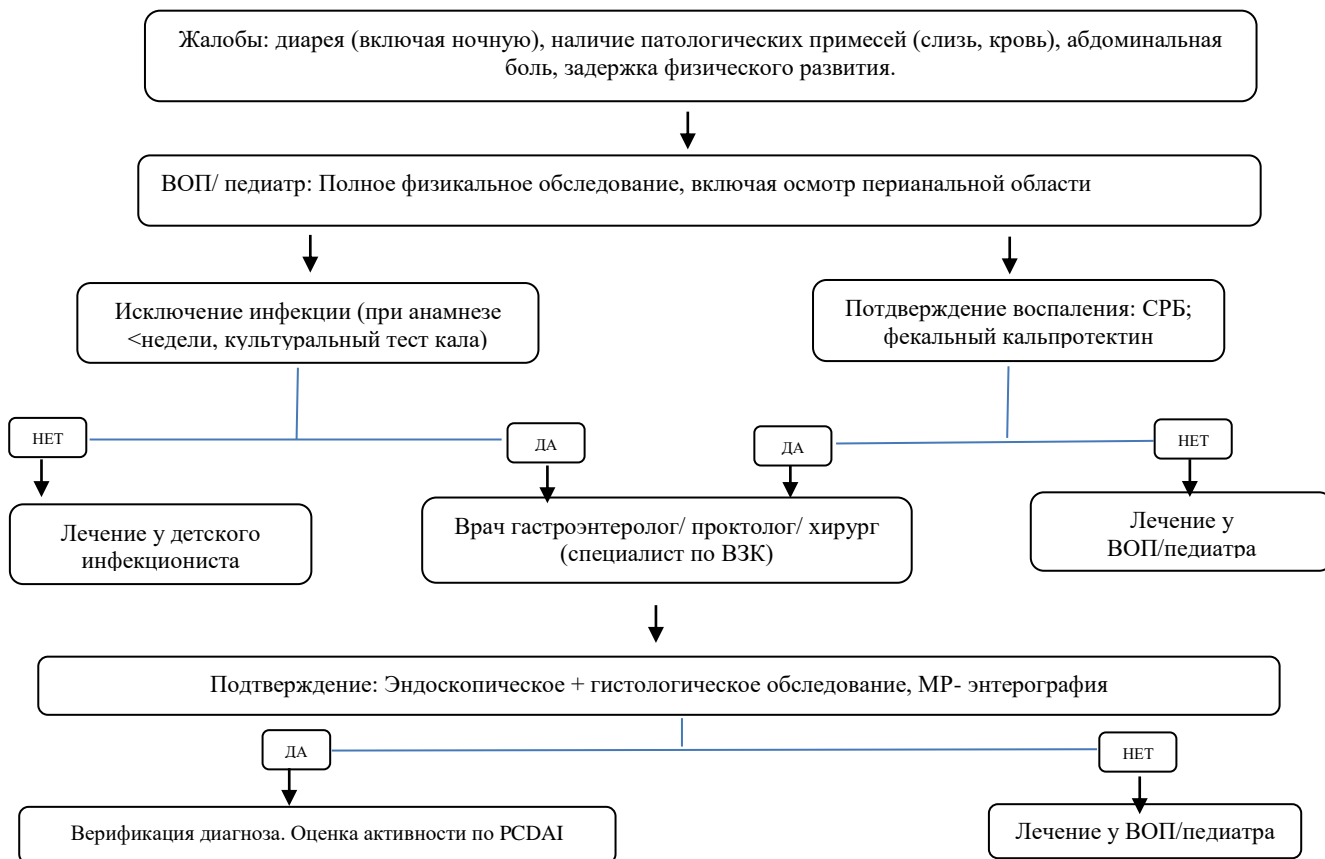 Жалобы: диарея (включая ночную), наличие патологических примесей (слизь, кровь), абдоминальная
боль, задержка физического развития.
ВОП/ педиатр: Полное физикальное обследование, включая осмотр перианальной области
Исключение инфекции (при анамнезе
<недели, культуральный тест кала)
Потдверждение воспаления: СРБ;
фекальный кальпротектин
НЕТ
ДА
ДА
НЕТ
Лечение у детского
инфекциониста
Врач гастроэнтеролог/ проктолог/ хирург
(специалист по ВЗК)
Лечение у
ВОП/педиатра
Подтверждение: Эндоскопическое + гистологическое обследование, МР- энтерография
ДА
НЕТ
Верификация диагноза. Оценка активности по PCDAI
Лечение у ВОП/педиатра